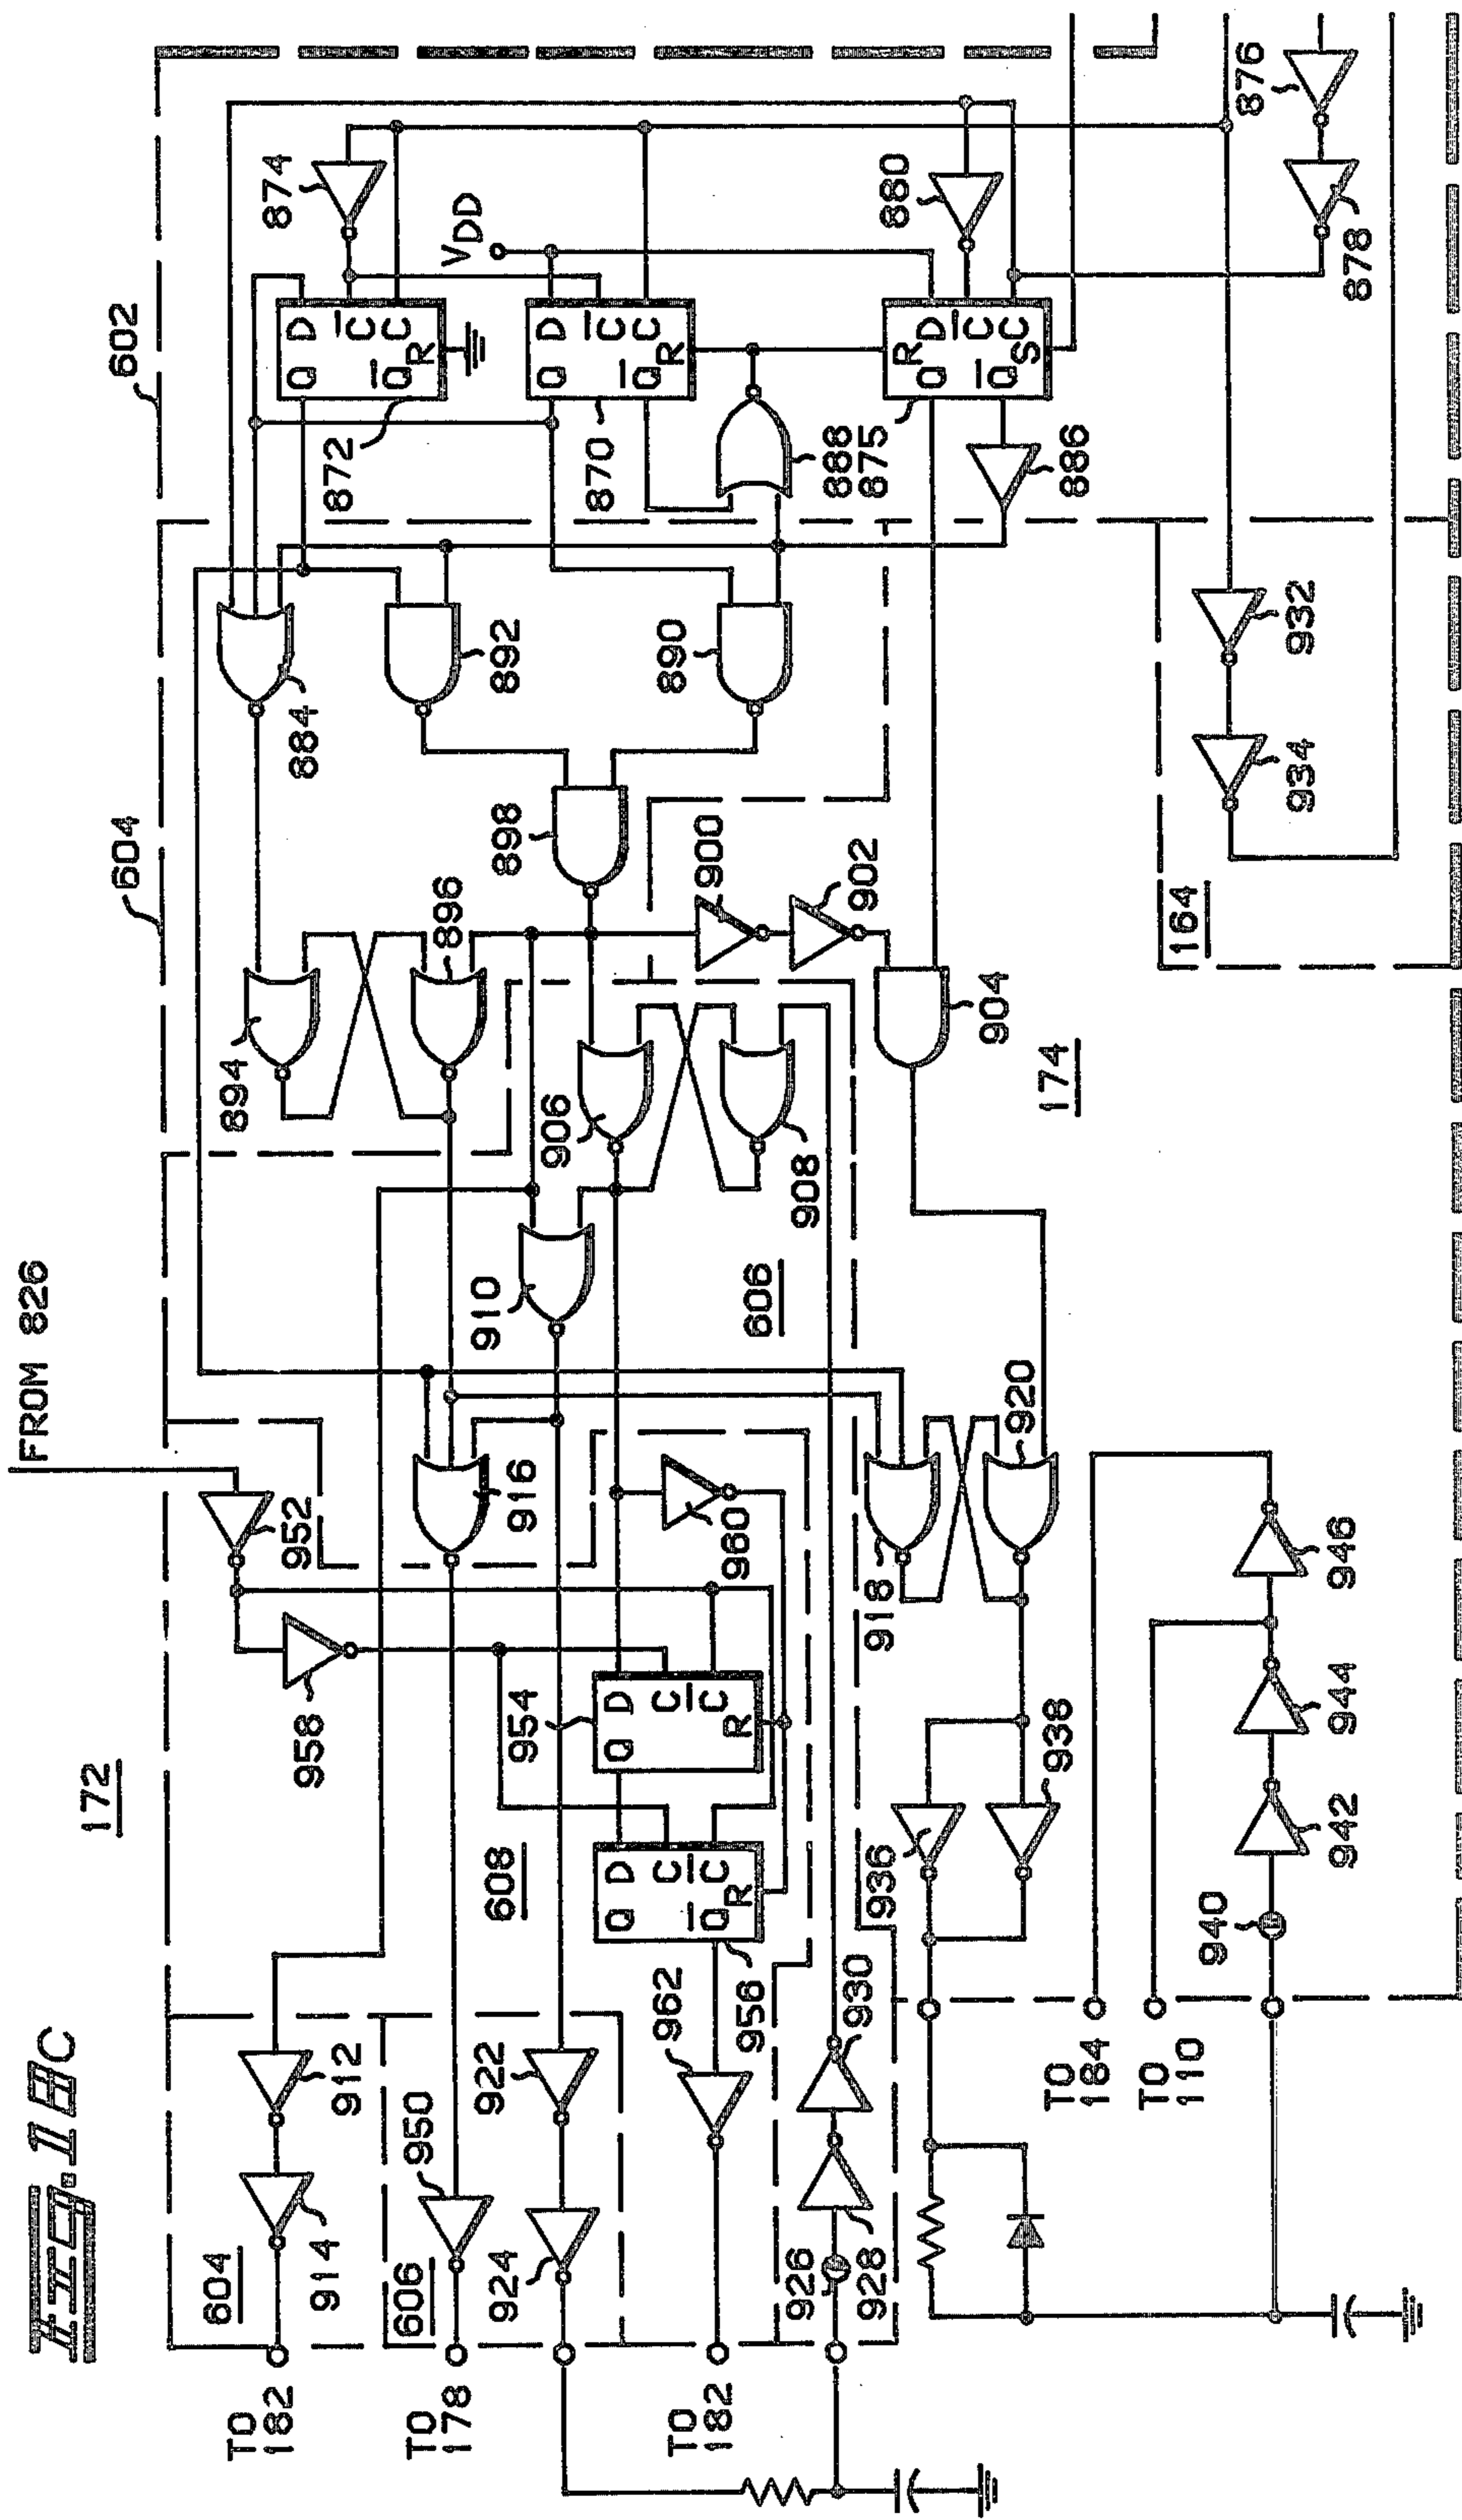 Fig. 18C
172
FROM 826
604
602
874
VDD
880
876
878
872
870
888
875
886
Q D
C̄
Q̄ C
R
Q D
C̄
Q̄ C
R
R
Q D
C̄
Q̄ C
S
884
892
890
898
894
896
900
902
904
906
908
910
606
174
164
932
934
952
958
916
960
918
920
954
956
608
Q D
C
C̄
R
Q D
C
Q̄ C̄
R
936
938
940
942
944
946
912
914
604
950
922
606
924
962
930
926
928
TO
182
TO
178
TO
182
TO
184
TO
110